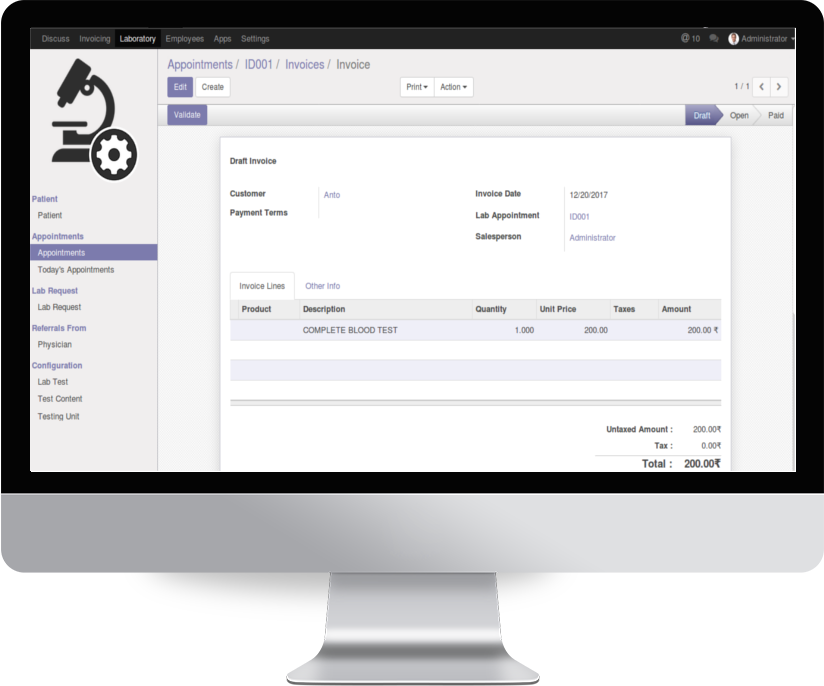 Discuss Invoicing Laboratory Employees Apps Settings 10 Administrator
Appointments / ID001 / Invoices / Invoice
Edit Create Print Action 1 / 1
Validate Draft Open Paid
Patient
Patient
Appointments
Appointments
Today's Appointments
Lab Request
Lab Request
Referrals From
Physician
Configuration
Lab Test
Test Content
Testing Unit
Draft Invoice
Customer Anto Invoice Date 12/20/2017
Payment Terms Lab Appointment ID001
Salesperson Administrator
Invoice Lines Other Info
Product Description Quantity Unit Price Taxes Amount
COMPLETE BLOOD TEST 1.000 200.00 200.00 ₹
Untaxed Amount : 200.00₹
Tax : 0.00₹
Total : 200.00₹